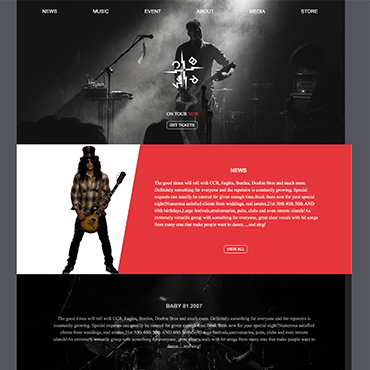 NEWS MUSIC EVENT ABOUT MEDIA STORE
ON TOUR NOW
GET TICKETS
NEWS
The good times will roll with CCR, Eagles, Beatles, Doobie Bros and much more.
Definitely something for everyone and the repetoire is constantly growing. Special
requests can usually be catered for given enough time. Book them now for your special
night!Numerous satisfied clients from weddings, real estates, 21st 30th 40th 50th AND
60th birthdays,Large festivals,anniversaries, pubs, clubs and even remote islands!An
extremely versatile group with something for everyone, great clear vocals with hit songs
from every eras that make people want to dance.....and sing!
VIEW ALL
BABY 81 2007
The good times will roll with CCR, Eagles, Beatles, Doobie Bros and much more. Definitely something for everyone and the repetoire is
constantly growing. Special requests can usually be catered for given enough time. Book them now for your special night!Numerous satisfied
clients from weddings, real estates, 21st 30th 40th 50th AND 60th birthdays,Large festivals,anniversaries, pubs, clubs and even remote
islands!An extremely versatile group with something for everyone, great clear vocals with hit songs from many eras that make people want to
dance.....and sing!